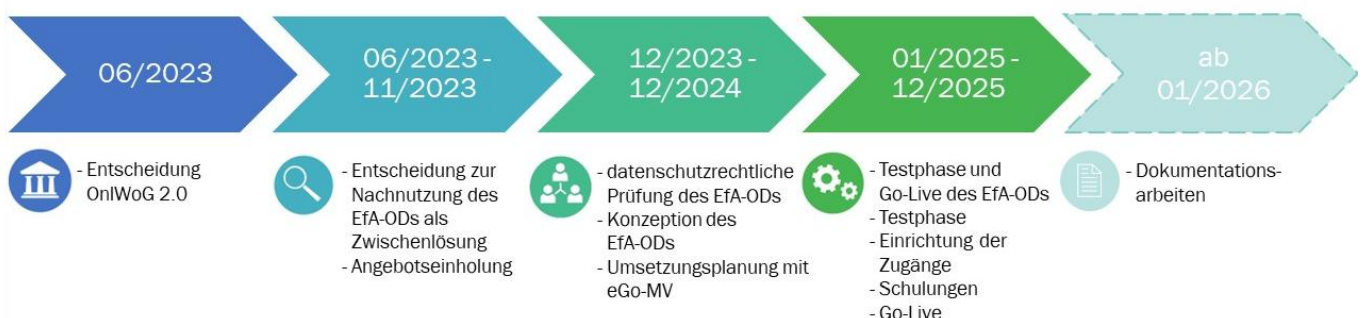 06/2023
06/2023 -
11/2023
12/2023 -
12/2024
01/2025 -
12/2025
ab
01/2026
- Entscheidung
OnlWoG 2.0
- Entscheidung zur
Nachnutzung des
EfA-ODs als
Zwischenlösung
- Angebotseinholung
- datenschutzrechtliche
Prüfung des EfA-ODs
- Konzeption des
EfA-ODs
- Umsetzungsplanung mit
eGo-MV
- Testphase und
Go-Live des EfA-ODs
- Testphase
- Einrichtung der
Zugänge
- Schulungen
- Go-Live
- Dokumentations-
arbeiten